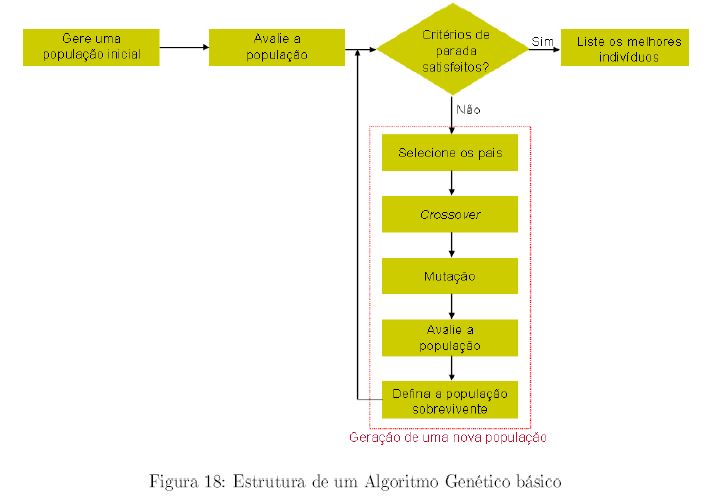 Gere uma
população inicial
Avalie a
população
Critérios de
parada
satisfeitos?
Sim
Liste os melhores
indivíduos
Não
Selecione os pais
Crossover
Mutação
Avalie a
população
Defina a população
sobrevivente
Geração de uma nova população
Figura 18: Estrutura de um Algoritmo Genético básico